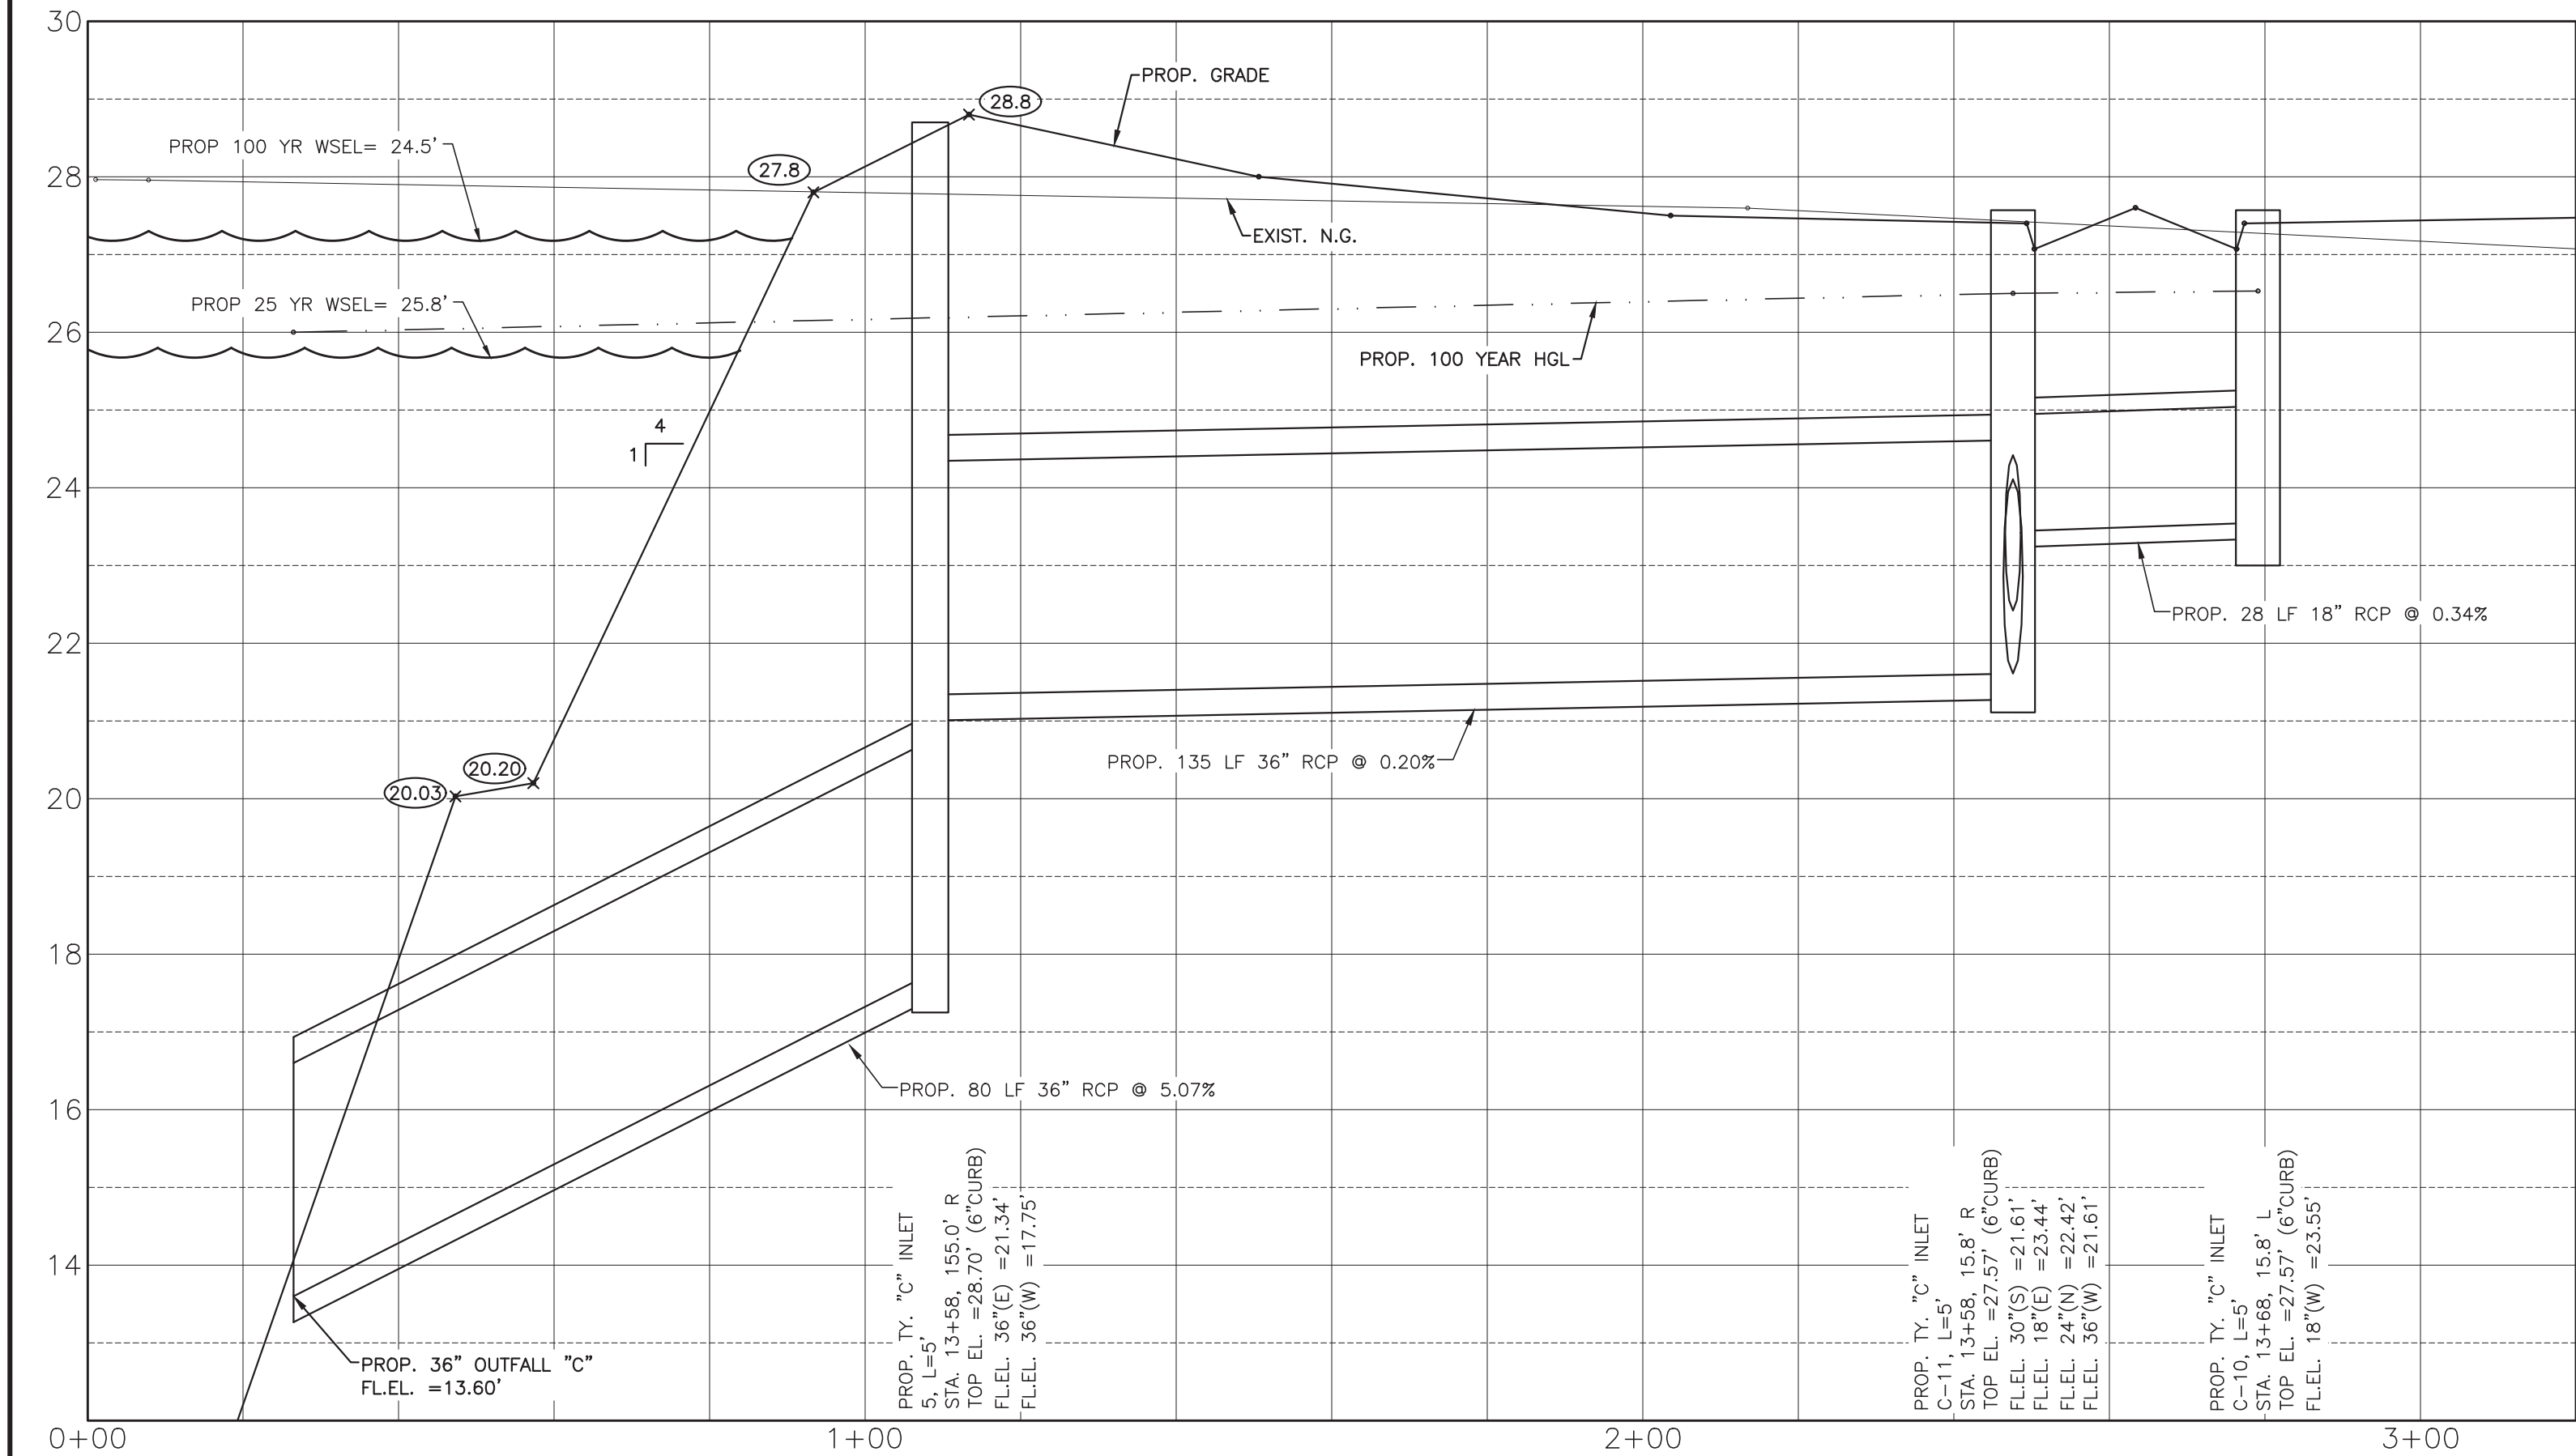 30
28
26
24
22
20
18
16
14
PROP. GRADE
28.8
PROP 100 YR WSEL= 24.5'
27.8
EXIST. N.G.
PROP 25 YR WSEL= 25.8'
PROP. 100 YEAR HGL
4
1
PROP. 28 LF 18" RCP @ 0.34%
20.20
20.03
PROP. 135 LF 36" RCP @ 0.20%
PROP. 80 LF 36" RCP @ 5.07%
PROP. 36" OUTFALL "C"
FL.EL. =13.60'
PROP. TY. "C" INLET
5, L=5'
STA. 13+58, 155.0' R
TOP EL. =28.70' (6"CURB)
FL.EL. 36"(E) =21.34'
FL.EL. 36"(W) =17.75'
PROP. TY. "C" INLET
C-11, L=5'
STA. 13+58, 15.8' R
TOP EL. =27.57' (6"CURB)
FL.EL. 30"(S) =21.61'
FL.EL. 18"(E) =23.44'
FL.EL. 24"(N) =22.42'
FL.EL. 36"(W) =21.61'
PROP. TY. "C" INLET
C-10, L=5'
STA. 13+68, 15.8' L
TOP EL. =27.57' (6"CURB)
FL.EL. 18"(W) =23.55'
0+00
1+00
2+00
3+00